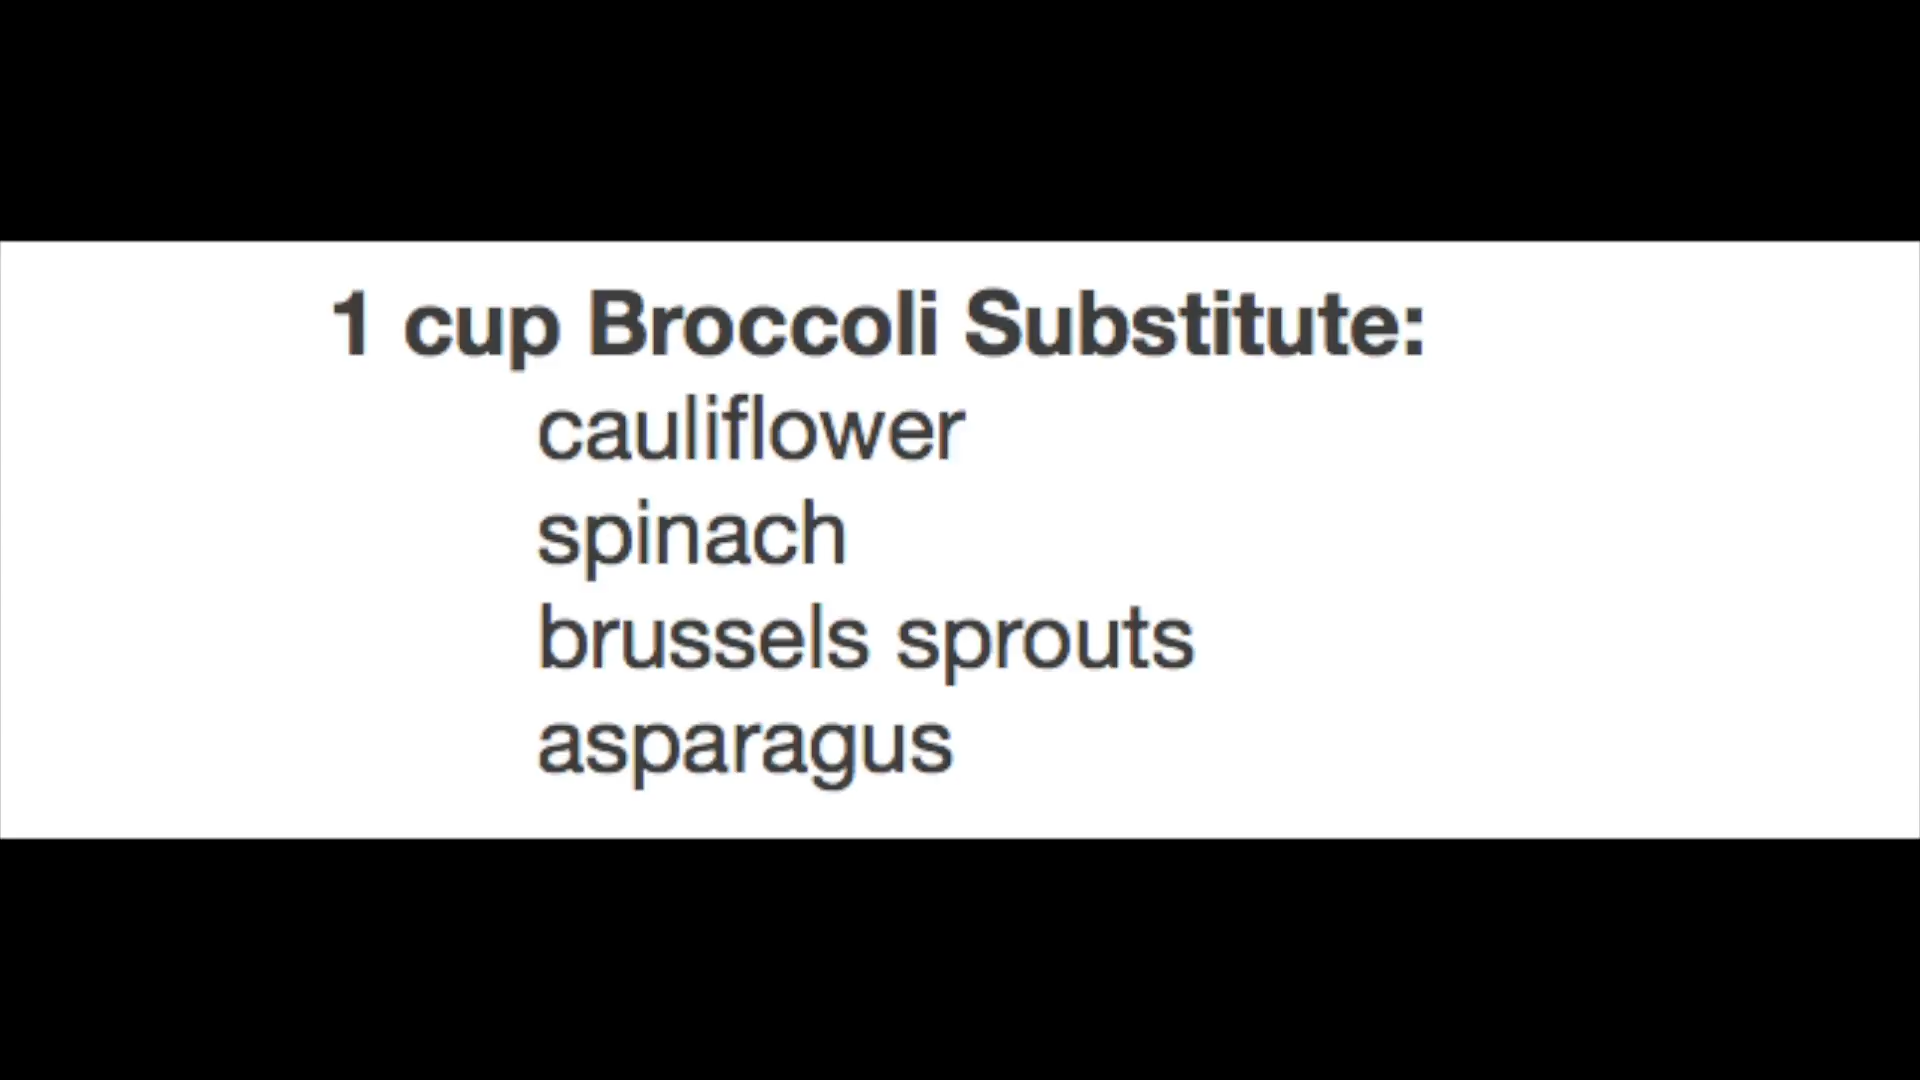 1 cup Broccoli Substitute:
cauliflower
spinach
brussels sprouts
asparagus